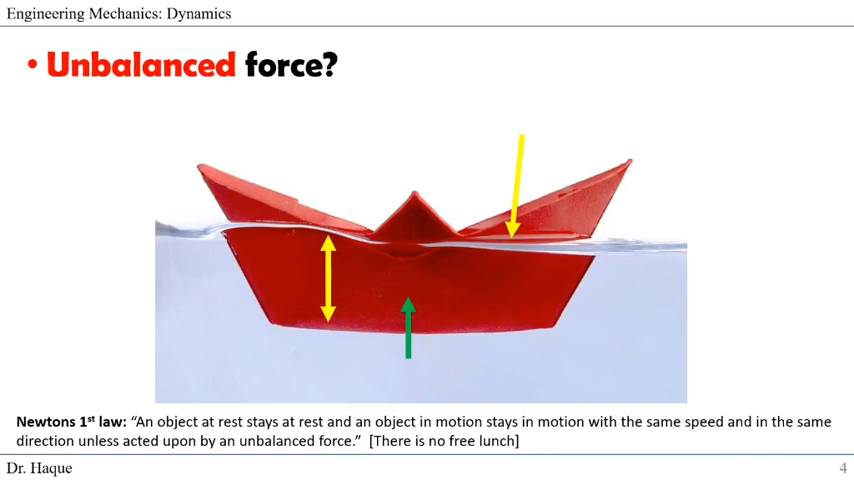 Engineering Mechanics: Dynamics
• Unbalanced force?
Newtons 1st law: “An object at rest stays at rest and an object in motion stays in motion with the same speed and in the same
direction unless acted upon by an unbalanced force.” [There is no free lunch]
Dr. Haque
4